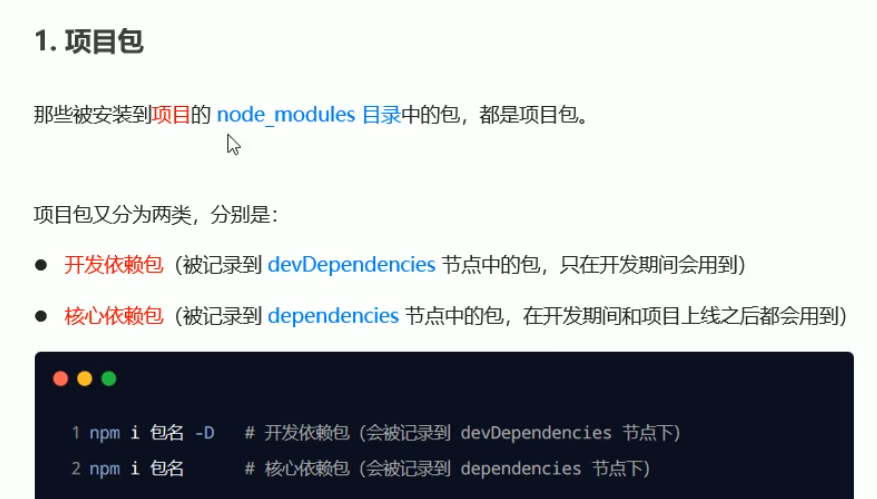 1. 项目包
那些被安装到项目的 node_modules 目录中的包，都是项目包。
项目包又分为两类，分别是：
● 开发依赖包（被记录到 devDependencies 节点中的包，只在开发期间会用到）
● 核心依赖包（被记录到 dependencies 节点中的包，在开发期间和项目上线之后都会用到）
1 npm i 包名 -D # 开发依赖包（会被记录到 devDependencies 节点下）
2 npm i 包名 # 核心依赖包（会被记录到 dependencies 节点下）